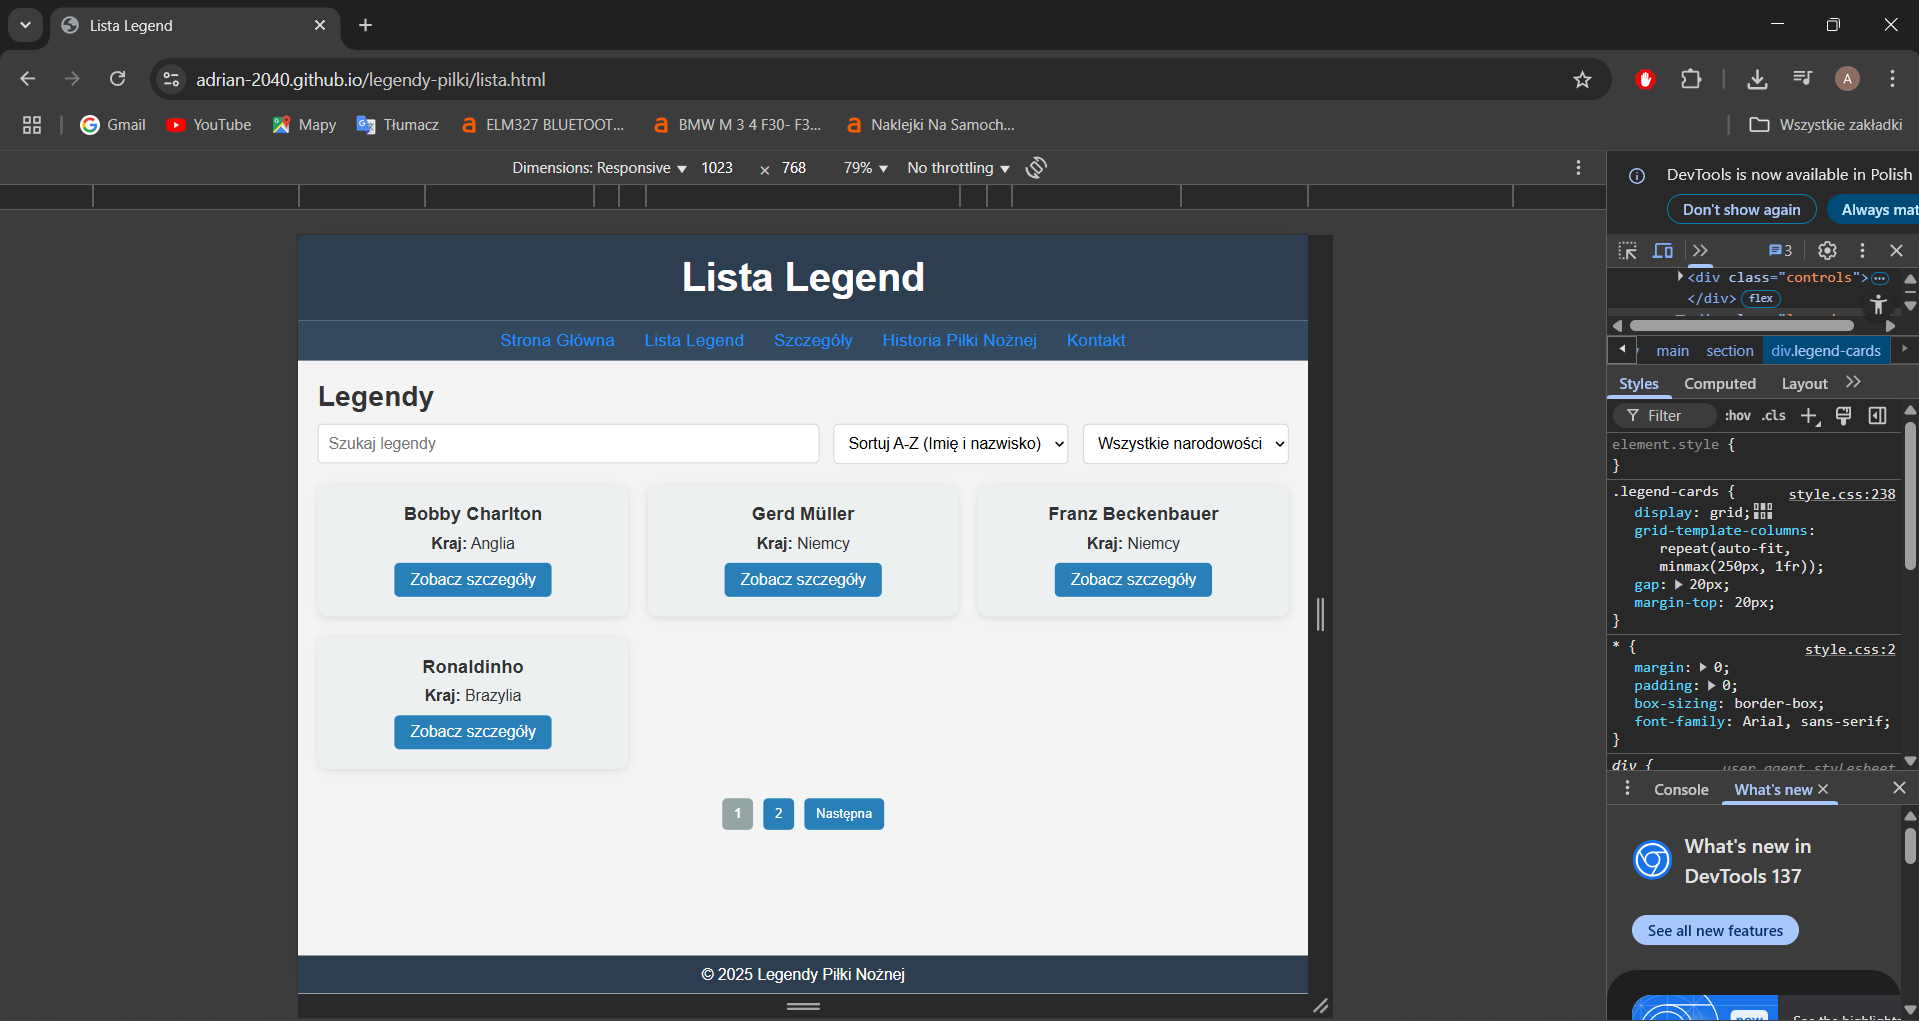 Lista Legend
adrian-2040.github.io/legendy-pilki/lista.html
A
Gmail
YouTube
Mapy
Tłumacz
ELM327 BLUETOOT...
BMW M 3 4 F30- F3...
Naklejki Na Samoch...
Wszystkie zakładki
Dimensions: Responsive
1023
×
768
79%
No throttling
DevTools is now available in Polish
Don't show again
Always mat
3
<div class="controls">
</div>
flex
main
section
div.legend-cards
Styles
Computed
Layout
Filter
:hov
.cls
element.style {
}
.legend-cards {
style.css:238
display: grid;
grid-template-columns:
repeat(auto-fit,
minmax(250px, 1fr));
gap: 20px;
margin-top: 20px;
}
* {
style.css:2
margin: 0;
padding: 0;
box-sizing: border-box;
font-family: Arial, sans-serif;
}
div {
user agent stylesheet
Console
What's new
What's new in
DevTools 137
See all new features
new
Lista Legend
Strona Główna
Lista Legend
Szczegóły
Historia Piłki Nożnej
Kontakt
Legendy
Szukaj legendy
Sortuj A-Z (Imię i nazwisko)
Wszystkie narodowości
Bobby Charlton
Kraj: Anglia
Zobacz szczegóły
Gerd Müller
Kraj: Niemcy
Zobacz szczegóły
Franz Beckenbauer
Kraj: Niemcy
Zobacz szczegóły
Ronaldinho
Kraj: Brazylia
Zobacz szczegóły
1
2
Następna
© 2025 Legendy Piłki Nożnej